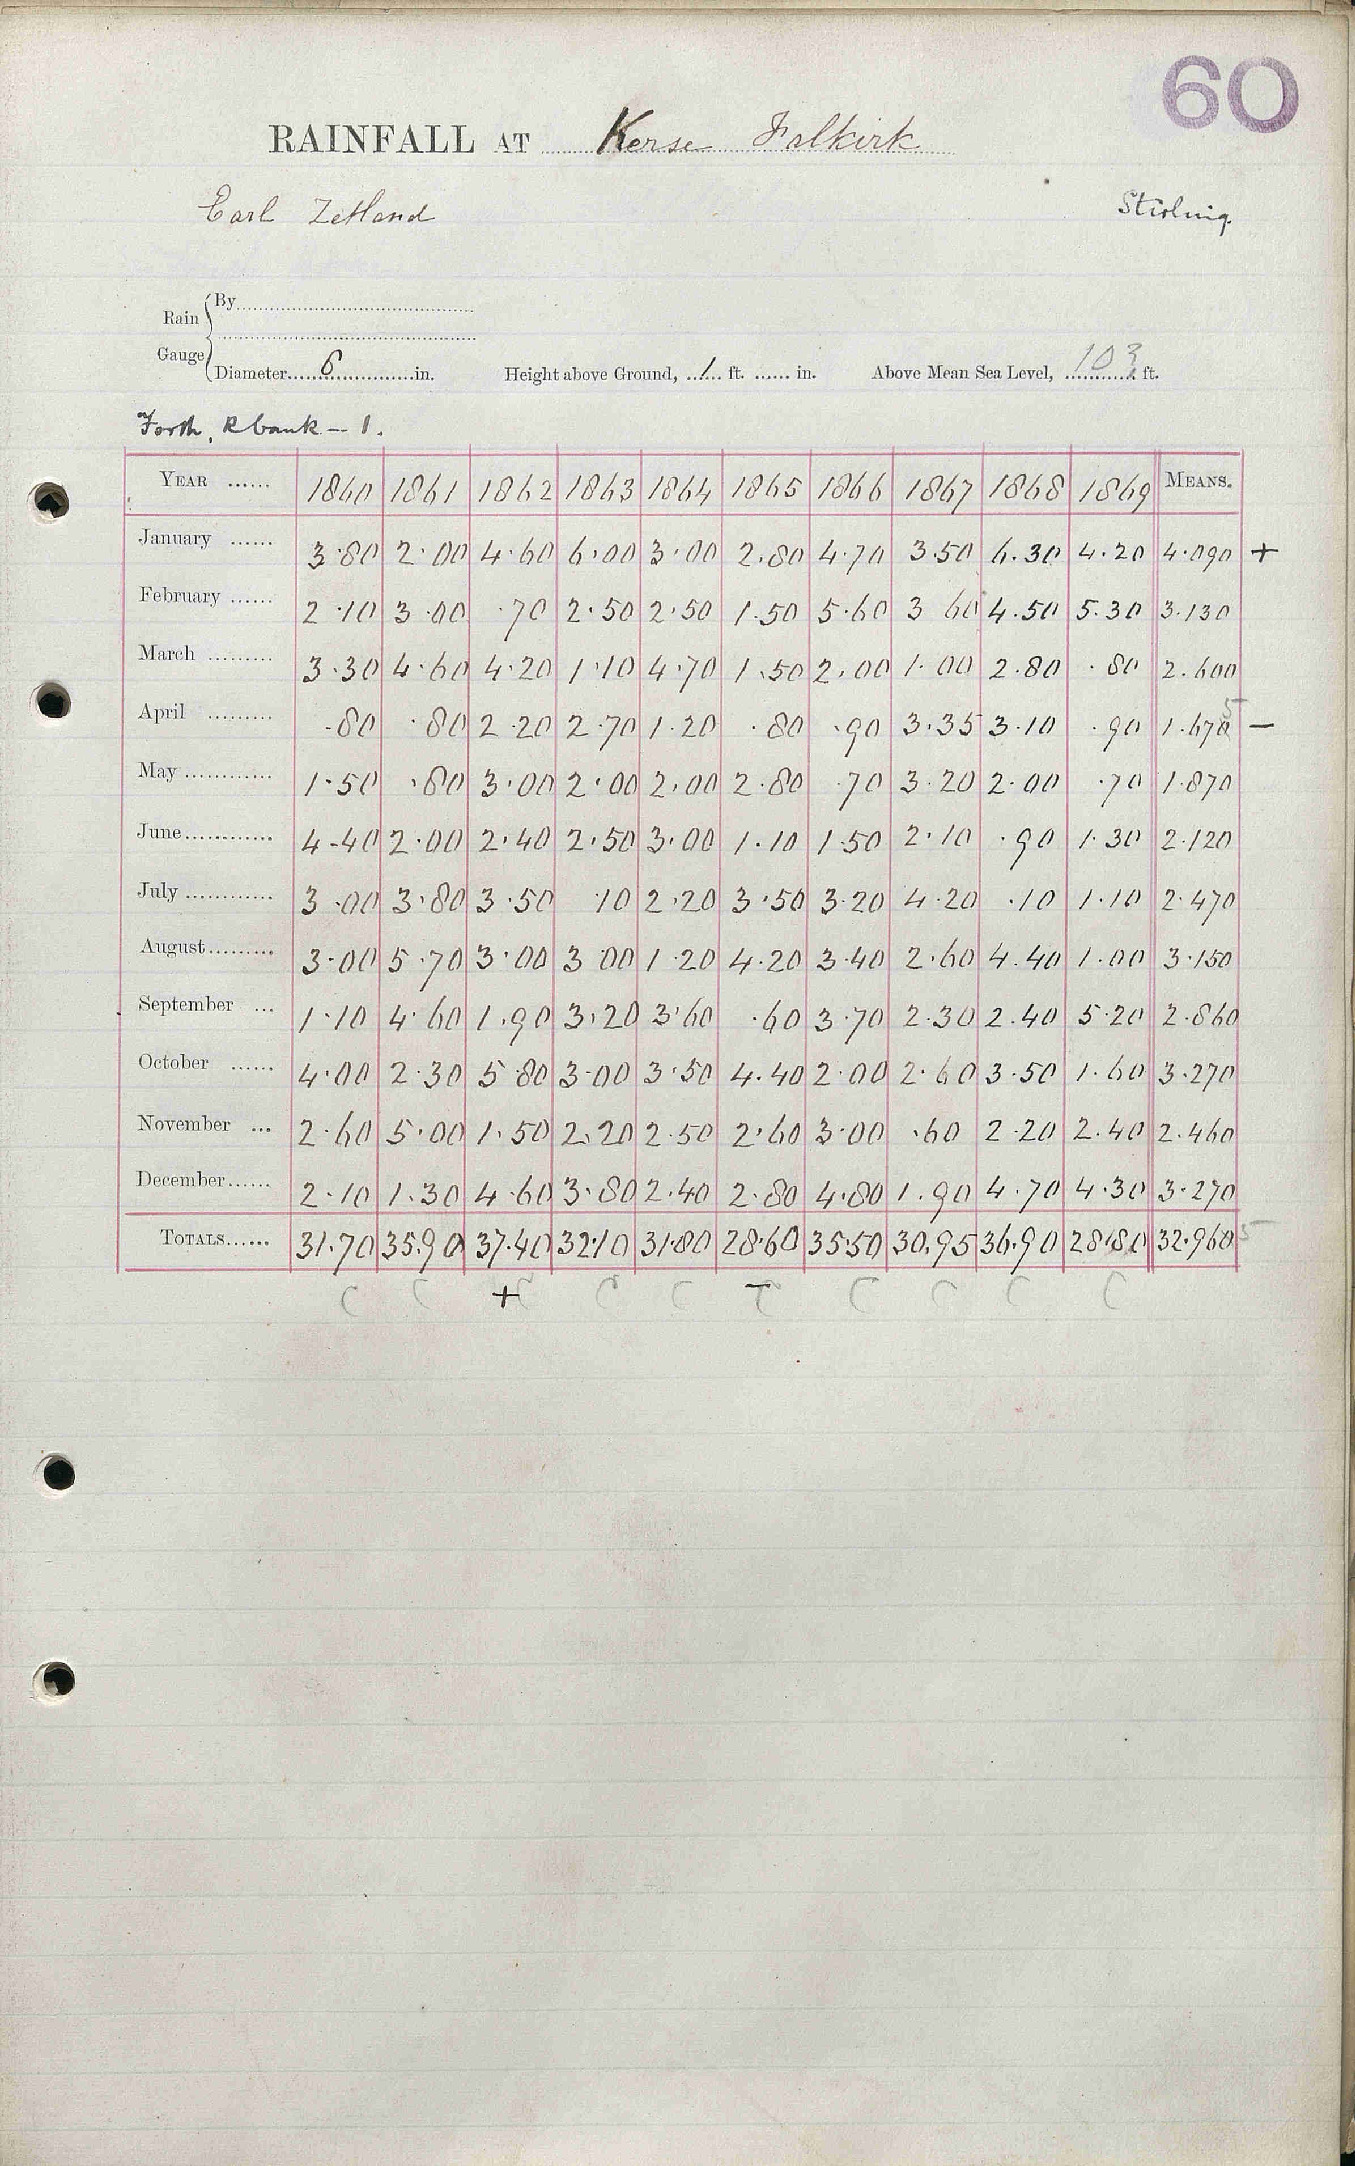 60
RAINFALL AT Kerse Falkirk
Earl Zetland Stirling.
Rain Gauge
By
Diameter 6 in. Height above Ground, 1 ft. in. Above Mean Sea Level, 103 ft.
Forth, R bank -- 1.
YEAR 1860 1861 1862 1863 1864 1865 1866 1867 1868 1869 MEANS.
January 3.80 2.00 4.60 6.00 3.00 2.80 4.70 3.50 6.30 4.20 4.090 +
February 2.10 3.00 .70 2.50 2.50 1.50 5.60 3 60 4.50 5.30 3.130
March 3.30 4.60 4.20 1.10 4.70 1.50 2.00 1.00 2.80 .80 2.600
April .80 .80 2.20 2.70 1.20 .80 .90 3.35 3.10 .90 1.670 5 –
May 1.50 .80 3.00 2.00 2.00 2.80 .70 3.20 2.00 .70 1.870
June 4.40 2.00 2.40 2.50 3.00 1.10 1.50 2.10 .90 1.30 2.120
July 3.00 3.80 3.50 .10 2.20 3.50 3.20 4.20 .10 1.10 2.470
August 3.00 5.70 3.00 3 00 1.20 4.20 3.40 2.60 4.40 1.00 3.150
September 1.10 4.60 1.90 3.20 3.60 .60 3.70 2.30 2.40 5.20 2.860
October 4.00 2.30 5 80 3.00 3.50 4.40 2.00 2.60 3.50 1.60 3.270
November 2.60 5.00 1.50 2.20 2.50 2.60 3.00 .60 2.20 2.40 2.460
December 2.10 1.30 4.60 3.80 2.40 2.80 4.80 1.90 4.70 4.30 3.270
TOTALS 31.70 35.90 37.40 32.10 31.80 28.60 35.50 30.95 36.90 28.80 32.960 5
C C + C C C – C C C C C